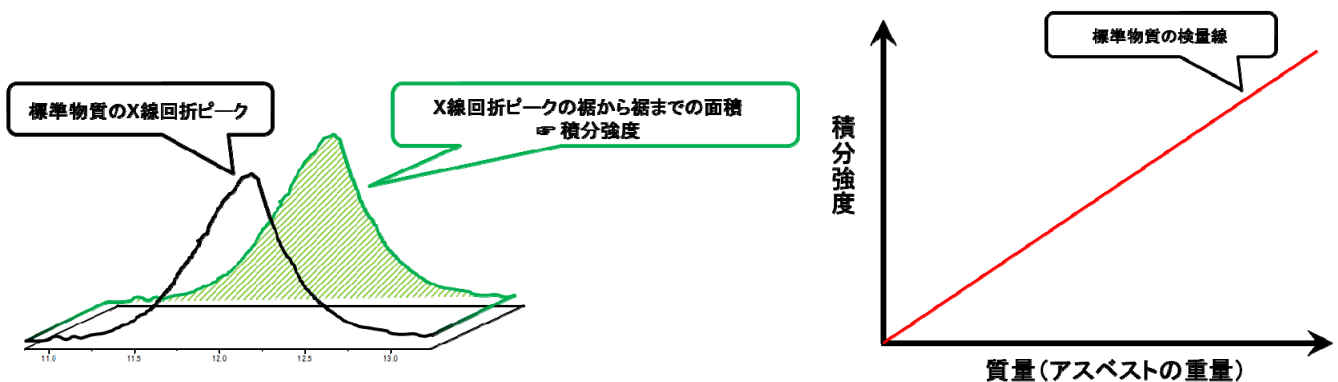 標準物質のX線回折ピーク
X線回折ピークの裾から裾までの面積
☞ 積分強度
11.0 11.5 12.0 12.5 13.0
標準物質の検量線
積分強度
質量(アスベストの重量)